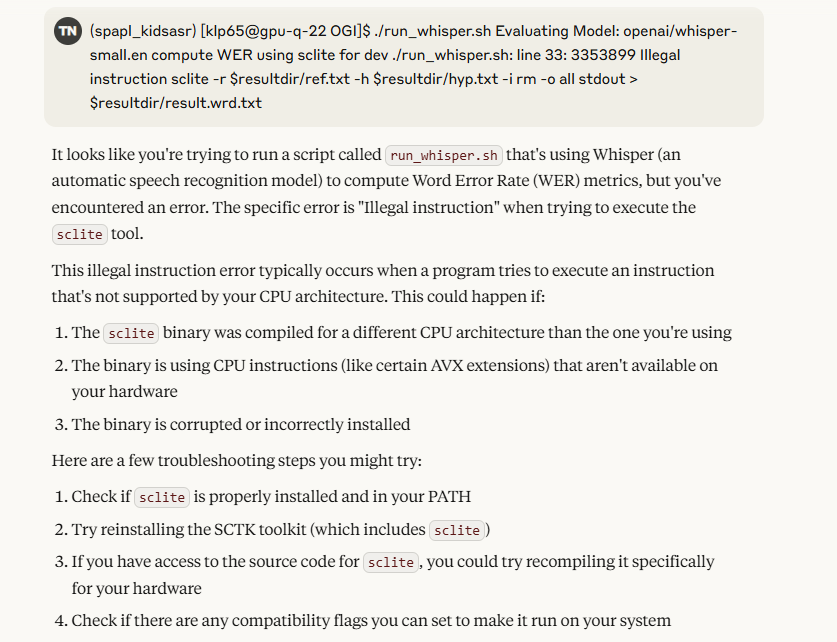 TN
(spapl_kidsasr) [klp65@gpu-q-22 OGI]$ ./run_whisper.sh Evaluating Model: openai/whisper-
small.en compute WER using sclite for dev ./run_whisper.sh: line 33: 3353899 Illegal
instruction sclite -r $resultdir/ref.txt -h $resultdir/hyp.txt -i rm -o all stdout >
$resultdir/result.wrd.txt
It looks like you're trying to run a script called run_whisper.sh that's using Whisper (an
automatic speech recognition model) to compute Word Error Rate (WER) metrics, but you've
encountered an error. The specific error is "Illegal instruction" when trying to execute the
sclite tool.
This illegal instruction error typically occurs when a program tries to execute an instruction
that's not supported by your CPU architecture. This could happen if:
1. The sclite binary was compiled for a different CPU architecture than the one you're using
2. The binary is using CPU instructions (like certain AVX extensions) that aren't available on
your hardware
3. The binary is corrupted or incorrectly installed
Here are a few troubleshooting steps you might try:
1. Check if sclite is properly installed and in your PATH
2. Try reinstalling the SCTK toolkit (which includes sclite)
3. If you have access to the source code for sclite, you could try recompiling it specifically
for your hardware
4. Check if there are any compatibility flags you can set to make it run on your system